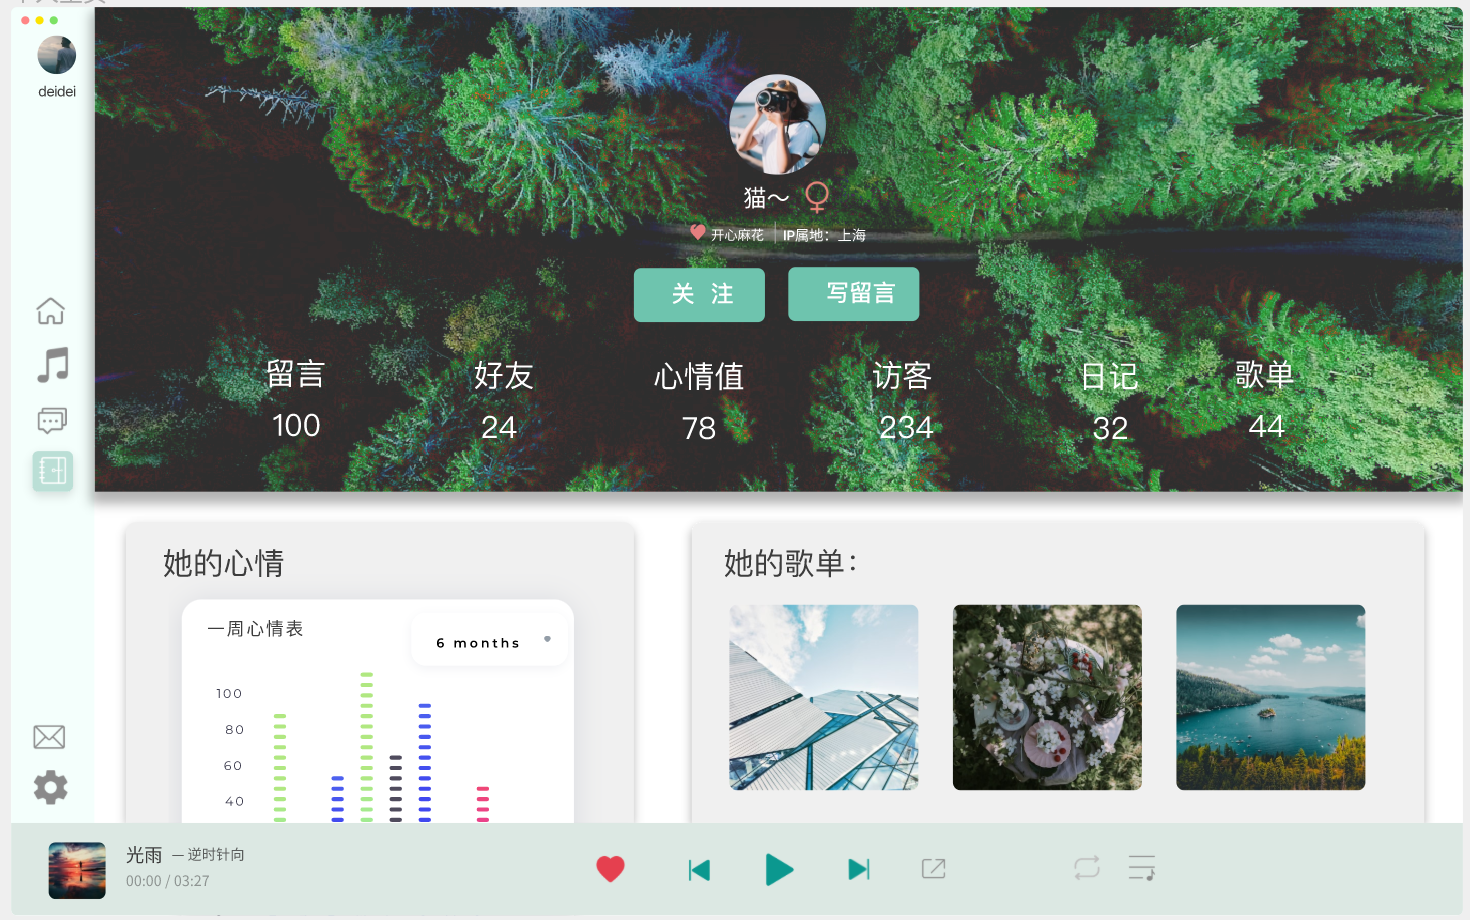 deidei
猫～
开心麻花 | IP属地：上海
关 注
写留言
留言 好友 心情值 访客 日记 歌单
100 24 78 234 32 44
她的心情
一周心情表
6 months
100
80
60
40
她的歌单：
光雨 — 逆时针向
00:00 / 03:27